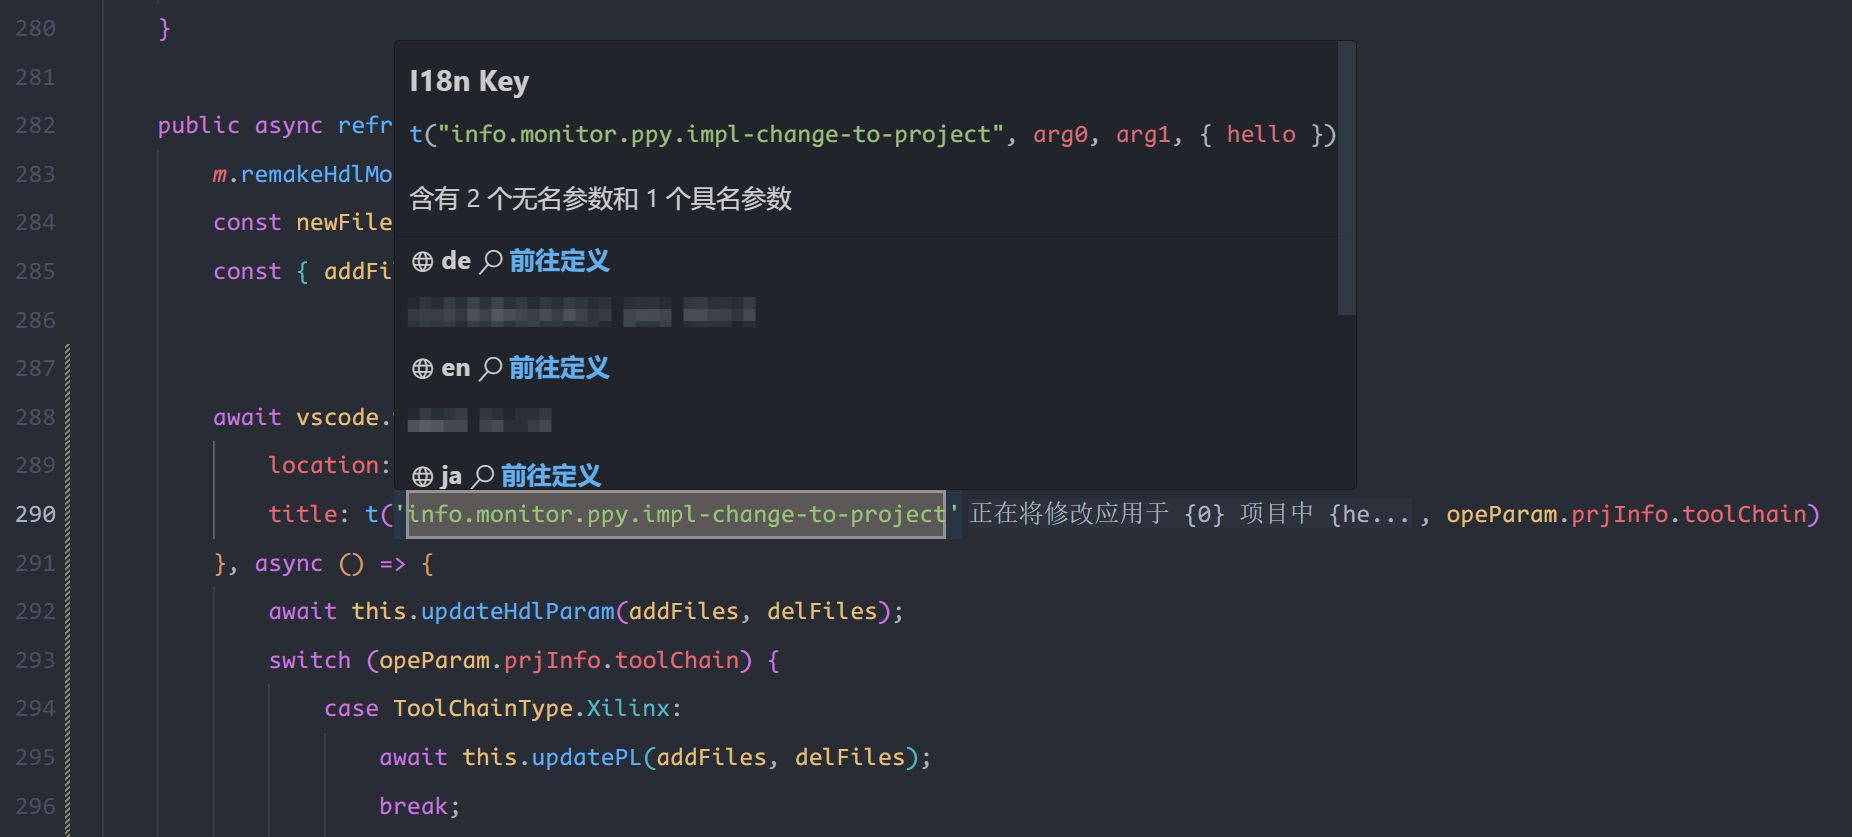 280 }
281
282 public async refr
283 m.remakeHdlMo
284 const newFile
285 const { addFi
286
287
288 await vscode.
289 location:
290 title: t('info.monitor.ppy.impl-change-to-project' 正在将修改应用于 {0} 项目中 {he... , opeParam.prjInfo.toolChain)
291 }, async () => {
292 await this.updateHdlParam(addFiles, delFiles);
293 switch (opeParam.prjInfo.toolChain) {
294 case ToolChainType.Xilinx:
295 await this.updatePL(addFiles, delFiles);
296 break;
I18n Key
t("info.monitor.ppy.impl-change-to-project", arg0, arg1, { hello })
含有 2 个无名参数和 1 个具名参数
de 前往定义
en 前往定义
ja 前往定义